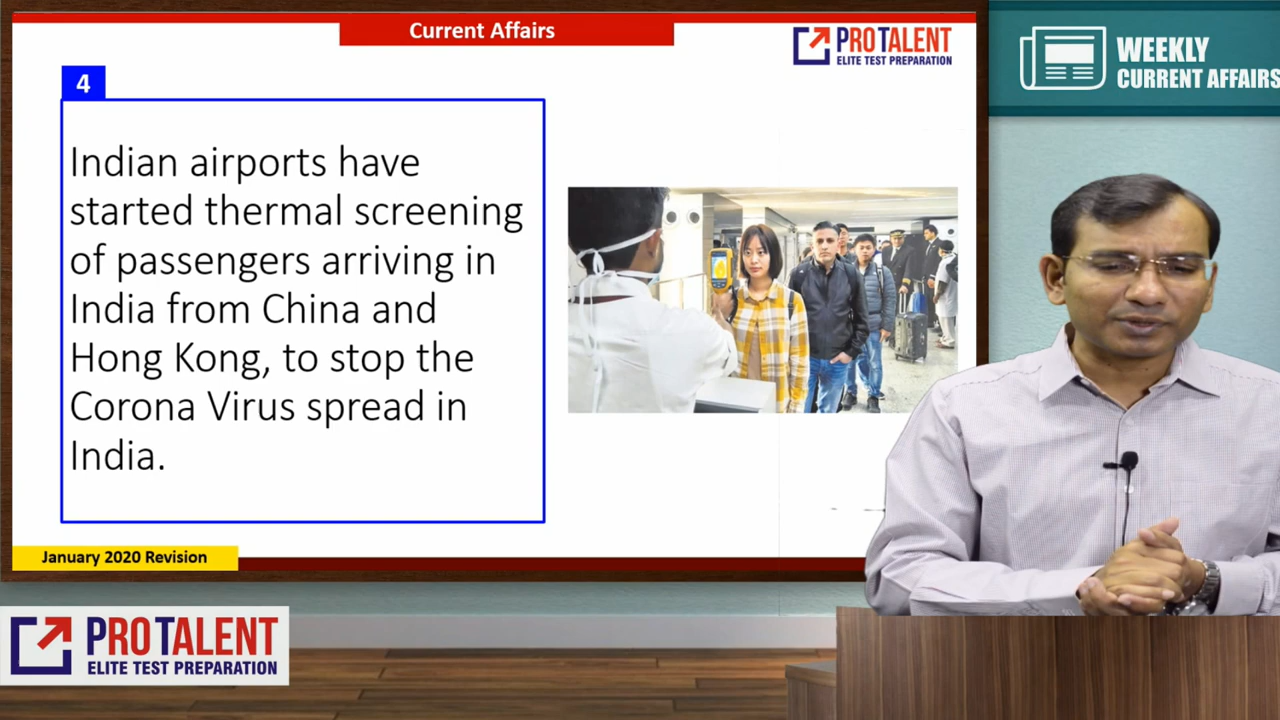 Current Affairs
PROTALENT
ELITE TEST PREPARATION
WEEKLY
CURRENT AFFAIRS
4
Indian airports have
started thermal screening
of passengers arriving in
India from China and
Hong Kong, to stop the
Corona Virus spread in
India.
January 2020 Revision
PROTALENT
ELITE TEST PREPARATION